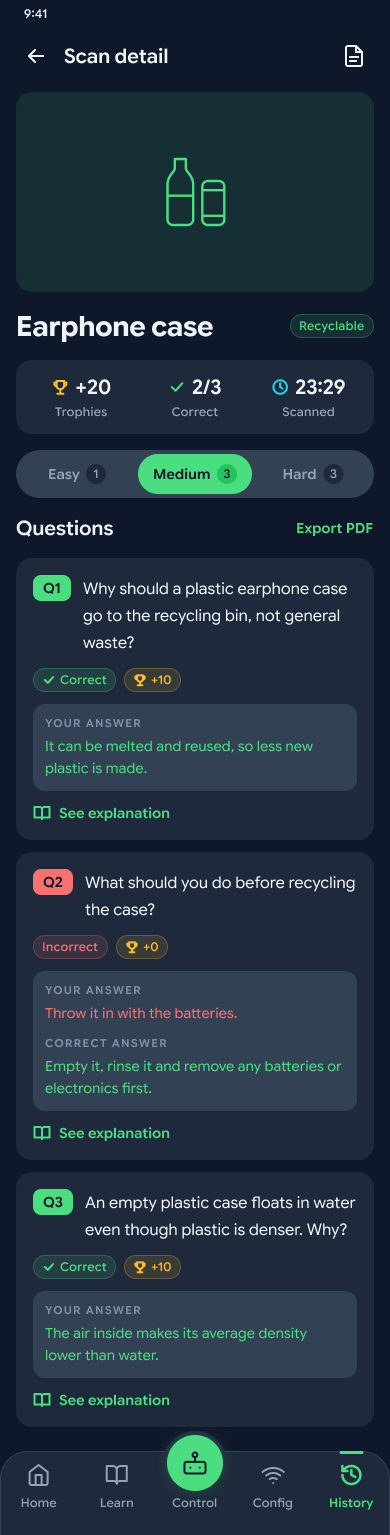 9:41
Scan detail
Earphone case
Recyclable
+20
2/3
23:29
Trophies
Correct
Scanned
Easy 1
Medium 3
Hard 3
Questions
Export PDF
Q1
Why should a plastic earphone case
go to the recycling bin, not general
waste?
Correct
+10
YOUR ANSWER
It can be melted and reused, so less new
plastic is made.
See explanation
Q2
What should you do before recycling
the case?
Incorrect
+0
YOUR ANSWER
Throw it in with the batteries.
CORRECT ANSWER
Empty it, rinse it and remove any batteries or
electronics first.
See explanation
Q3
An empty plastic case floats in water
even though plastic is denser. Why?
Correct
+10
YOUR ANSWER
The air inside makes its average density
lower than water.
See explanation
Home
Learn
Control
Config
History